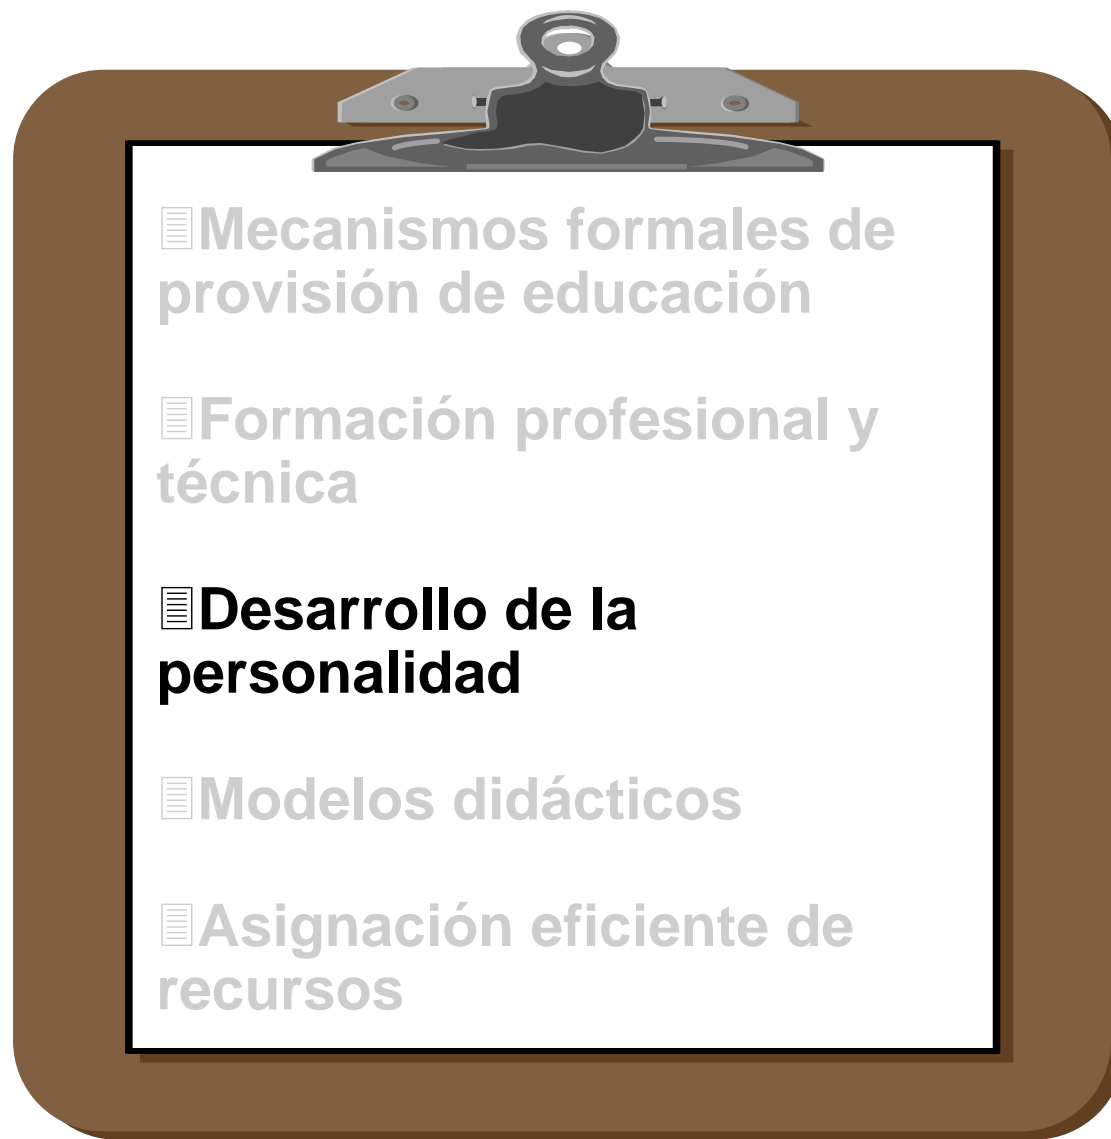 Mecanismos formales de
provisión de educación
Formación profesional y
técnica
Desarrollo de la
personalidad
Modelos didácticos
Asignación eficiente de
recursos